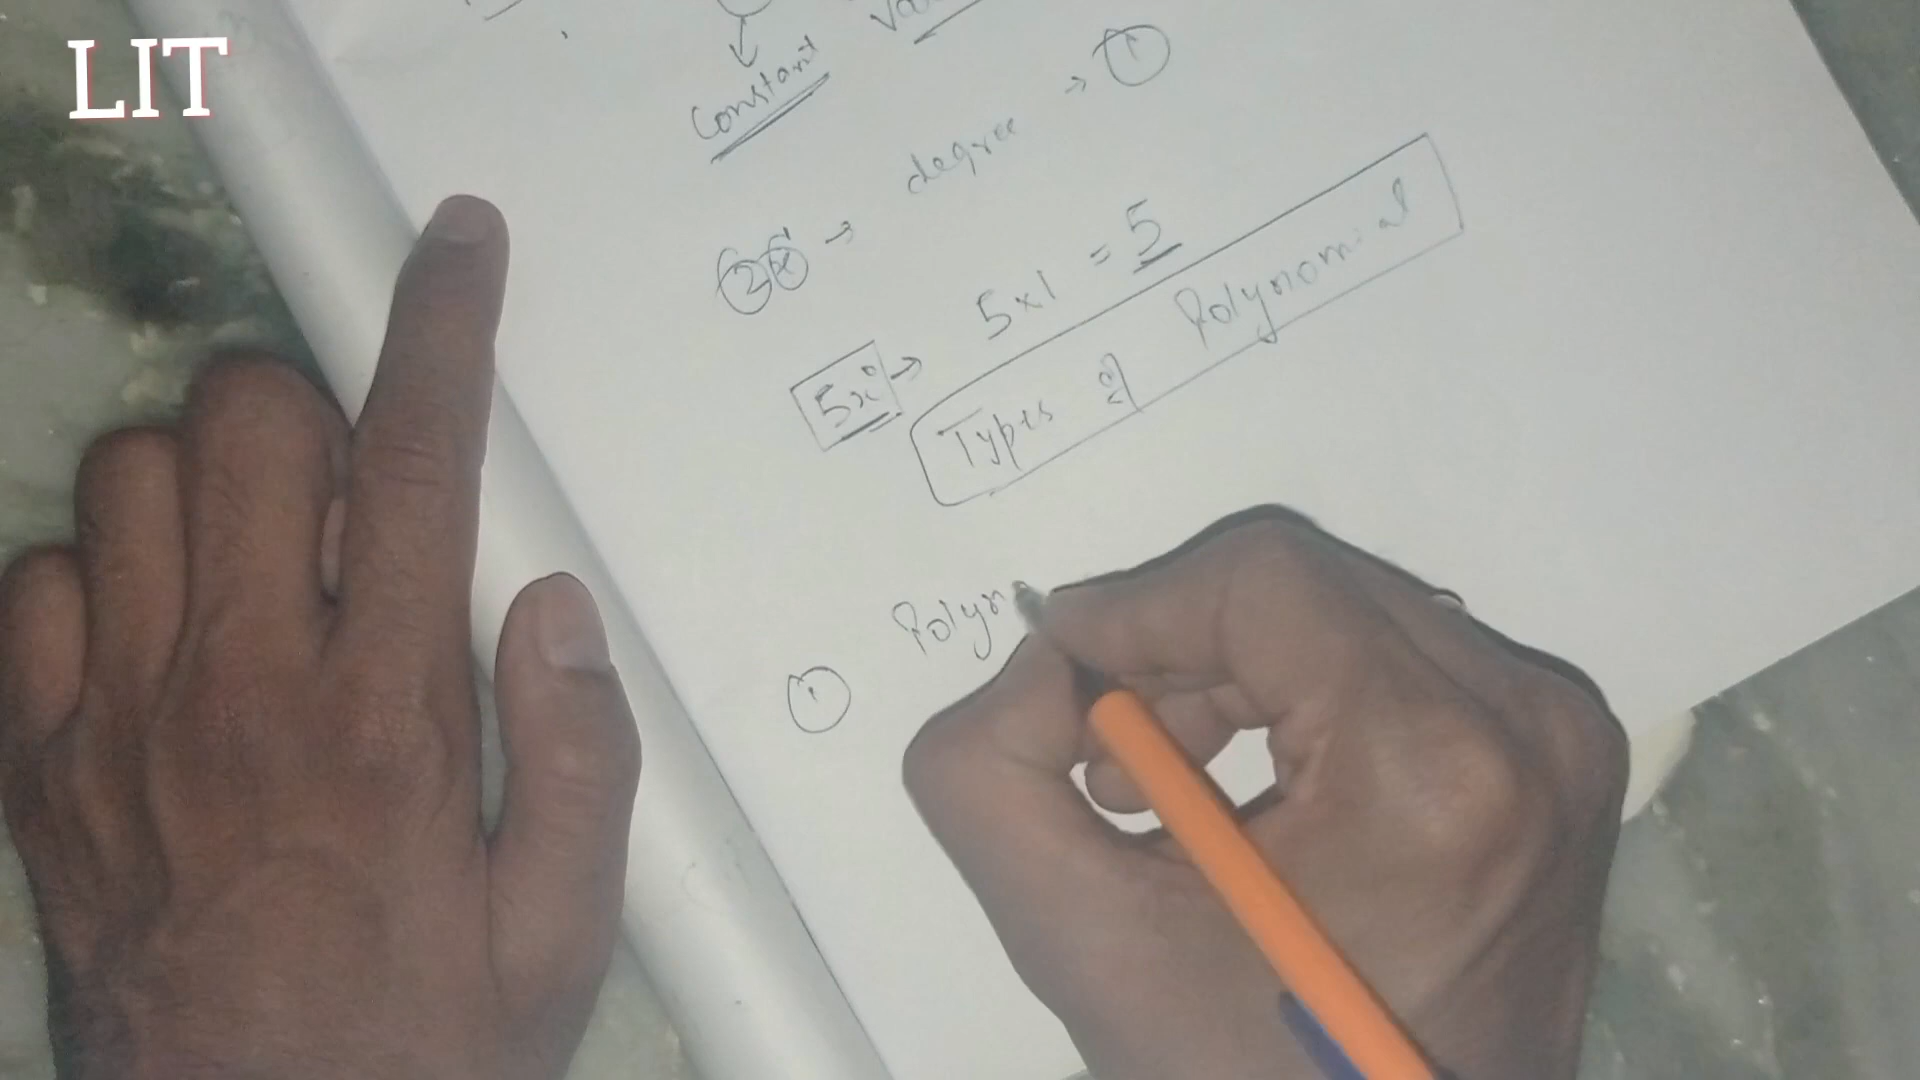 LIT
Constant
2x¹ → degree → ①
5x⁰ → 5×1 = 5
Types of Polynomial
① Polyn